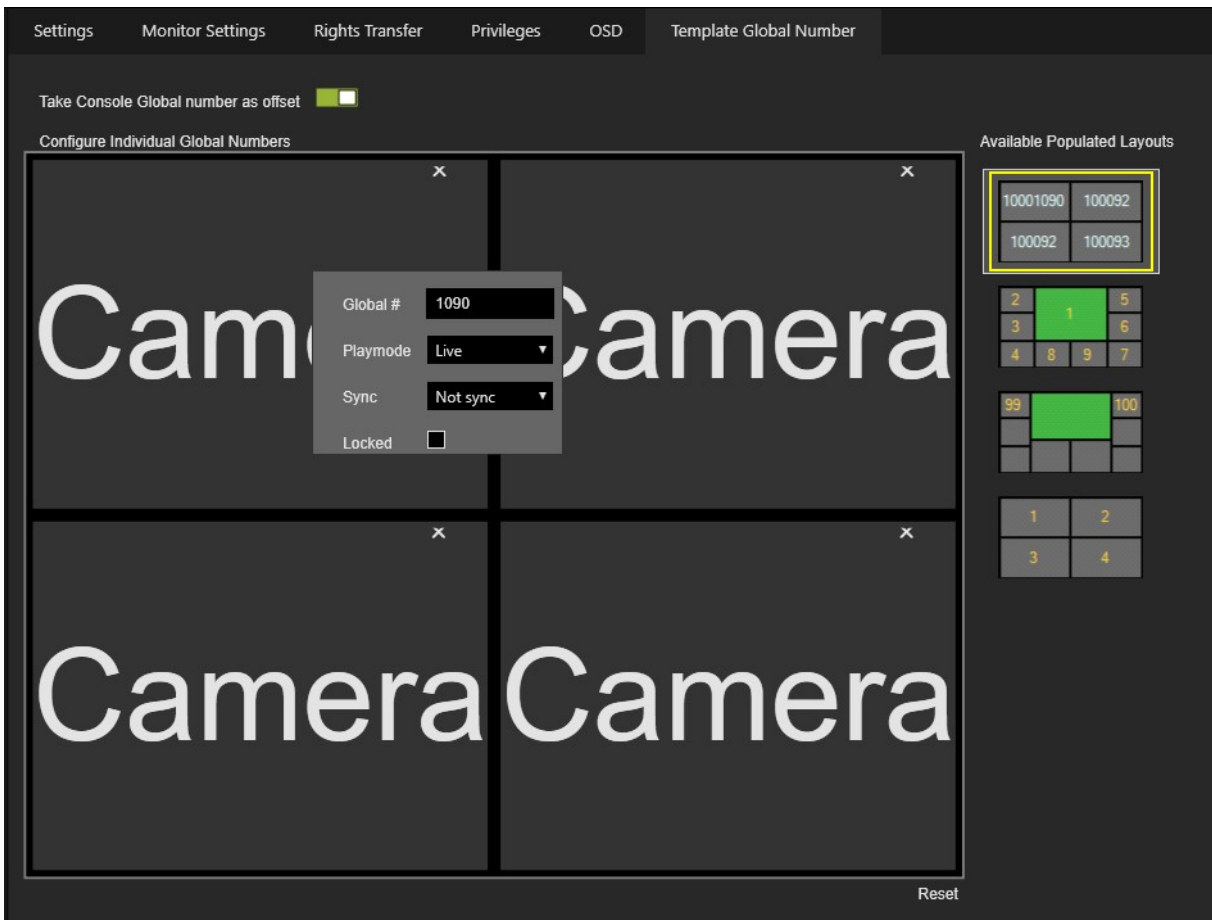 Settings Monitor Settings Rights Transfer Privileges OSD Template Global Number
Take Console Global number as offset
Configure Individual Global Numbers
Available Populated Layouts
x x
Camera Camera
Global # 1090
Playmode Live
Sync Not sync
Locked
x x
Camera Camera
Reset
10001090 100092
100092 100093
2 1 5
3 6
4 8 9 7
99 100
1 2
3 4